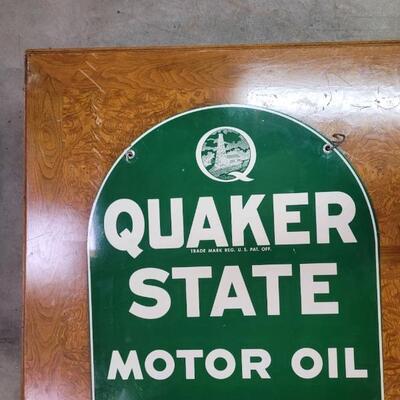 Q
QUAKER
TRADE MARK REG. U.S. PAT. OFF.
STATE
MOTOR OIL